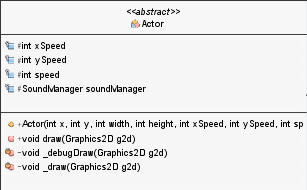 <<abstract>>
Actor
#int xSpeed
#int ySpeed
#int speed
#SoundManager soundManager
+Actor(int x, int y, int width, int height, int xSpeed, int ySpeed, int sp
+void draw(Graphics2D g2d)
-void _debugDraw(Graphics2D g2d)
-void _draw(Graphics2D g2d)